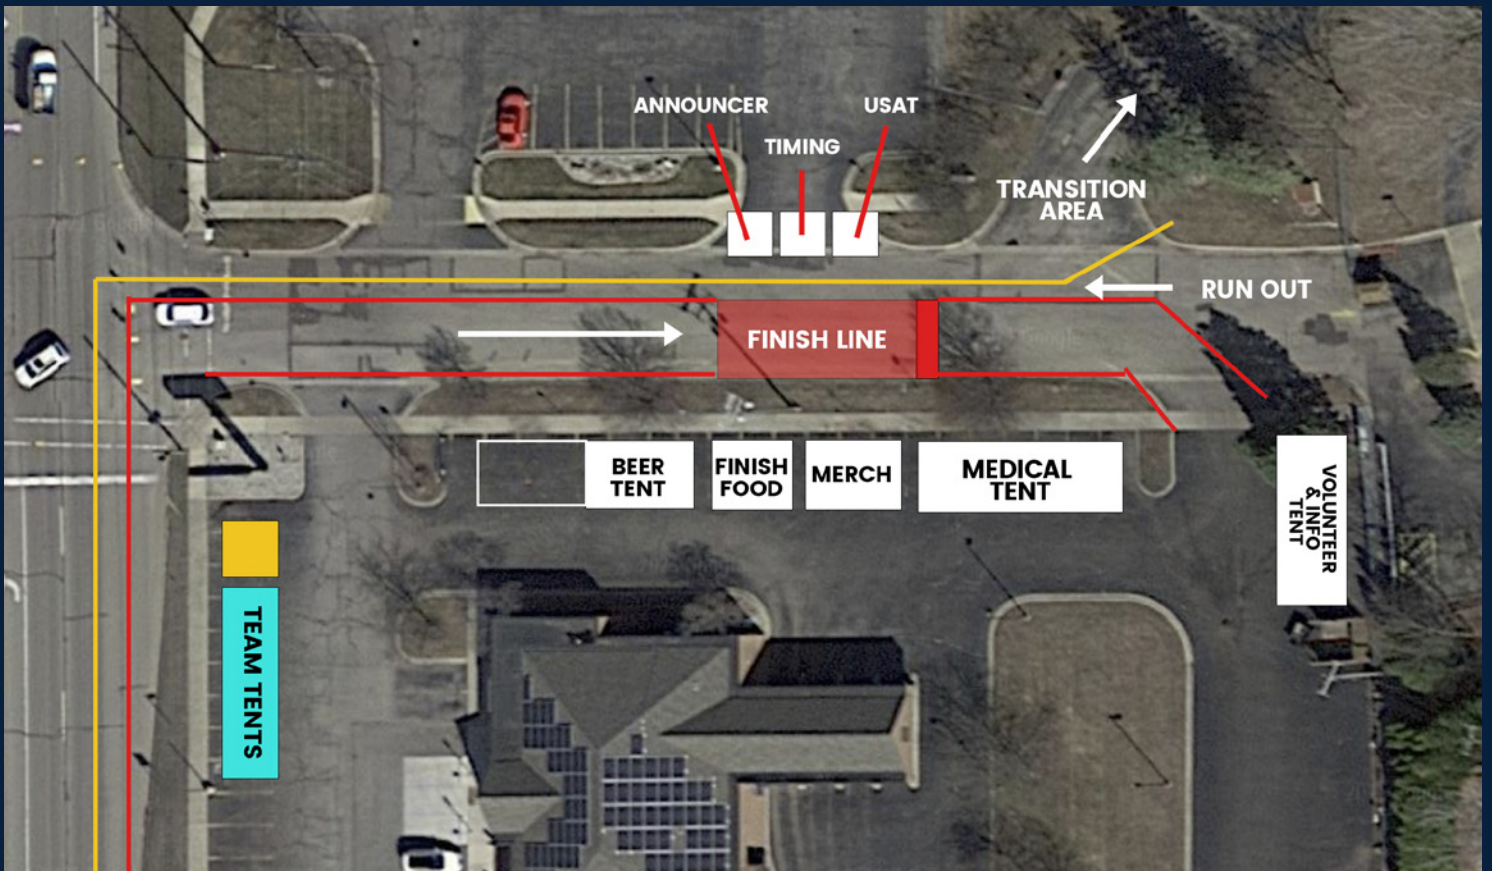 ANNOUNCER
USAT
TIMING
TRANSITION
AREA
RUN OUT
FINISH LINE
Google
BEER
TENT
FINISH
FOOD
MERCH
MEDICAL
TENT
VOLUNTEER
& INFO
TENT
TEAM TENTS